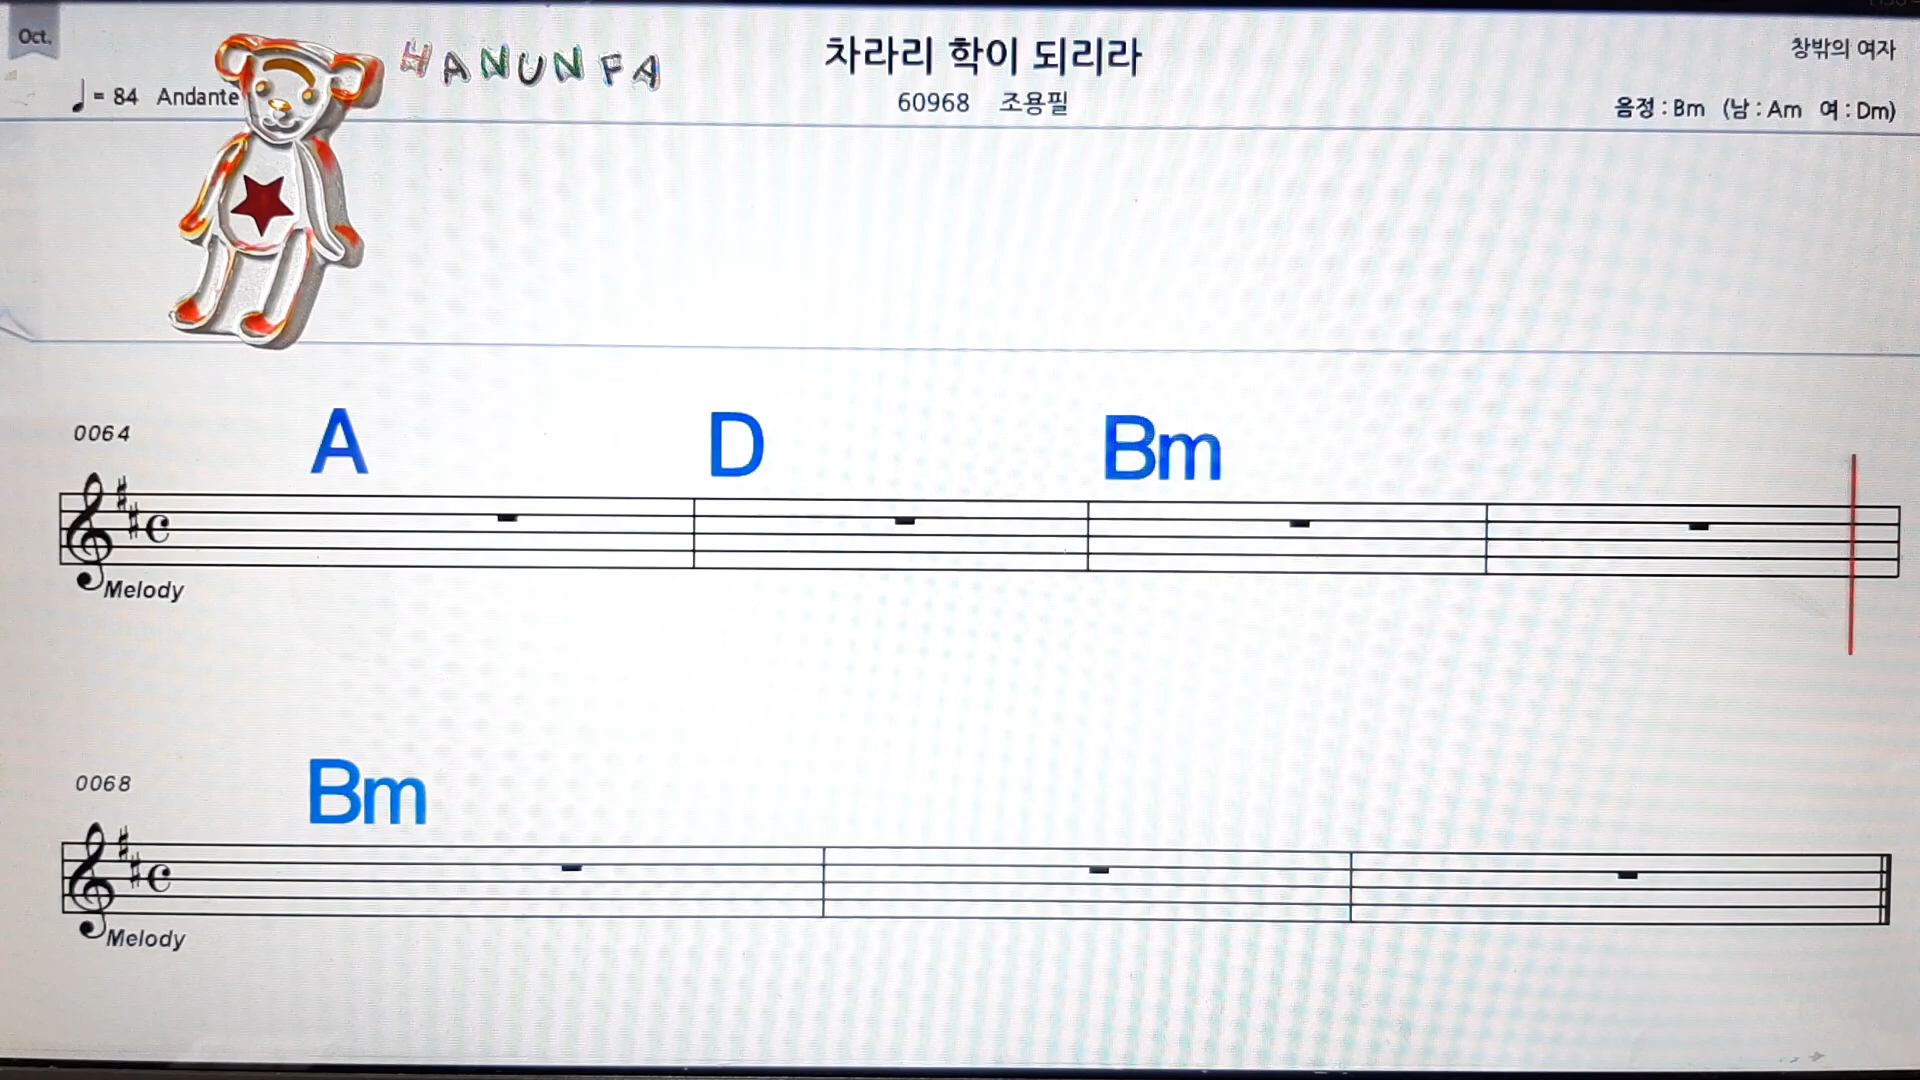 Oct.
HANUNFA
차라리 학이 되리라
창밖의 여자
♩ = 84 Andante
60968 조용필
음정 : Bm (남 : Am 여 : Dm)
0064
A D Bm
Melody
0068
Bm
Melody